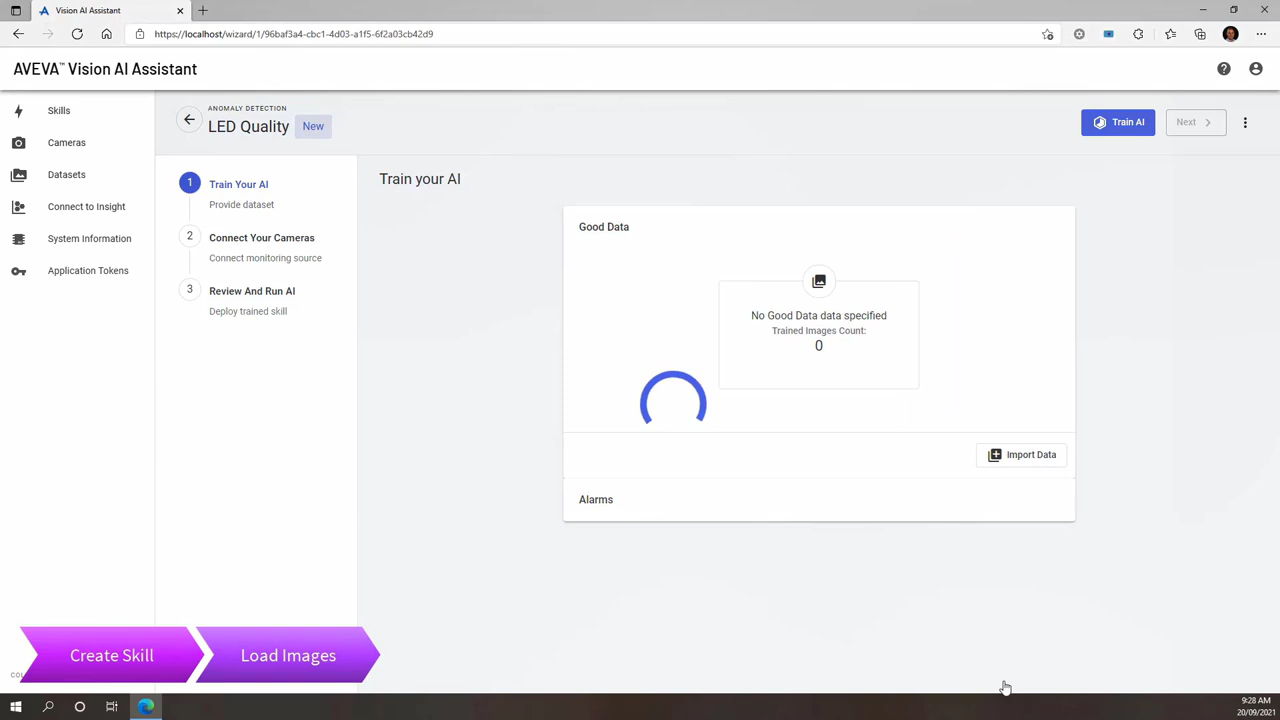 Vision AI Assistant
https://localhost/wizard/1/96baf3a4-cbc1-4d03-a1f5-6f2a03cb42d9
AVEVA™ Vision AI Assistant
Skills
Cameras
Datasets
Connect to Insight
System Information
Application Tokens
ANOMALY DETECTION
LED Quality New
Train AI
Next
1 Train Your AI
Provide dataset
2 Connect Your Cameras
Connect monitoring source
3 Review And Run AI
Deploy trained skill
Train your AI
Good Data
No Good Data data specified
Trained Images Count:
0
Import Data
Alarms
Create Skill
Load Images
9:28 AM
20/09/2021